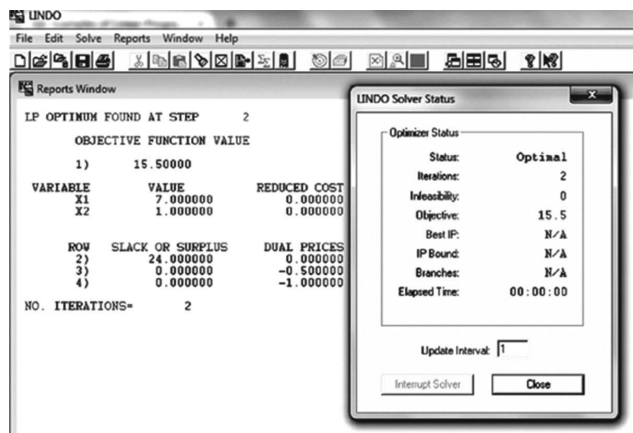 LINDO
File Edit Solve Reports Window Help
Reports Window
LP OPTIMUM FOUND AT STEP 2
OBJECTIVE FUNCTION VALUE
1) 15.50000
VARIABLE VALUE REDUCED COST
X1 7.000000 0.000000
X2 1.000000 0.000000
ROW SLACK OR SURPLUS DUAL PRICES
2) 24.000000 0.000000
3) 0.000000 -0.500000
4) 0.000000 -1.000000
NO. ITERATIONS= 2
LINDO Solver Status
Optimizer Status
Status: Optimal
Iterations: 2
Infeasibility: 0
Objective: 15.5
Best IP: N/A
IP Bound: N/A
Branches: N/A
Elapsed Time: 00:00:00
Update Interval: 1
Interrupt Solver Close